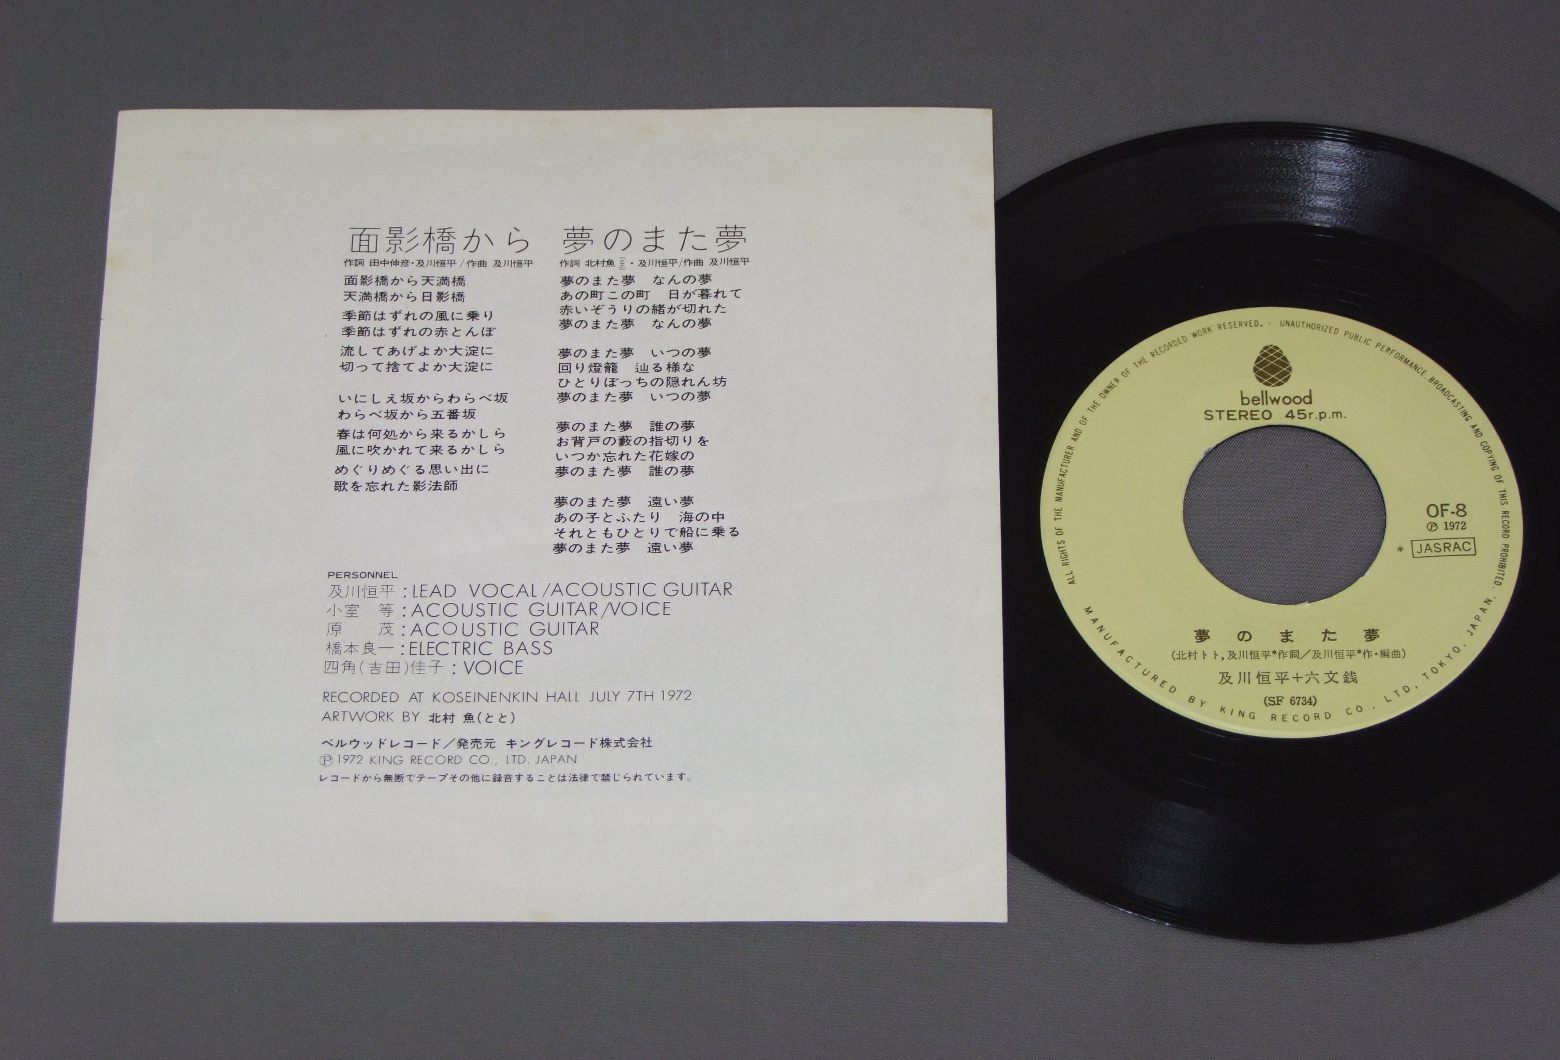 面影橋から
作詞 田中伸彦・及川恒平/作曲 及川恒平
面影橋から天満橋
天満橋から日影橋
季節はずれの風に乗り
季節はずれの赤とんぼ
流してあげよか大淀に
切って捨てよか大淀に
いにしえ坂からわらべ坂
わらべ坂から五番坂
春は何処から来るかしら
風に吹かれて来るかしら
めぐりめぐる思い出に
歌を忘れた影法師
夢のまた夢
作詞 北村魚(とと)・及川恒平/作曲 及川恒平
夢のまた夢 なんの夢
あの町この町 日が暮れて
赤いぞうりの緒が切れた
夢のまた夢 なんの夢
夢のまた夢 いつの夢
回り燈籠 辿る様な
ひとりぼっちの隠れん坊
夢のまた夢 いつの夢
夢のまた夢 誰の夢
お背戸の藪の指切りを
いつか忘れた花嫁の
夢のまた夢 誰の夢
夢のまた夢 遠い夢
あの子とふたり 海の中
それともひとりで船に乗る
夢のまた夢 遠い夢
PERSONNEL
及川恒平:LEAD VOCAL/ACOUSTIC GUITAR
小室 等:ACOUSTIC GUITAR/VOICE
原 茂:ACOUSTIC GUITAR
橋本良一:ELECTRIC BASS
四角(吉田)佳子:VOICE
RECORDED AT KOSEINENKIN HALL JULY 7TH 1972
ARTWORK BY 北村 魚(とと)
ベルウッドレコード/発売元 キングレコード株式会社
Ⓟ1972 KING RECORD CO., LTD. JAPAN
レコードから無断でテープその他に録音することは法律で禁じられています。
ALL RIGHTS OF THE MANUFACTURER AND OF THE OWNER OF THE RECORDED WORK RESERVED. · UNAUTHORIZED PUBLIC PERFORMANCE BROADCASTING AND COPYING OF THIS RECORD PROHIBITED.
bellwood
STEREO 45r.p.m.
OF-8
Ⓟ 1972
* JASRAC
夢のまた夢
(北村トト,及川恒平*作詞/及川恒平*作・編曲)
及川恒平+六文銭
(SF 6734)
MANUFACTURED BY KING RECORD CO., LTD, TOKYO, JAPAN.